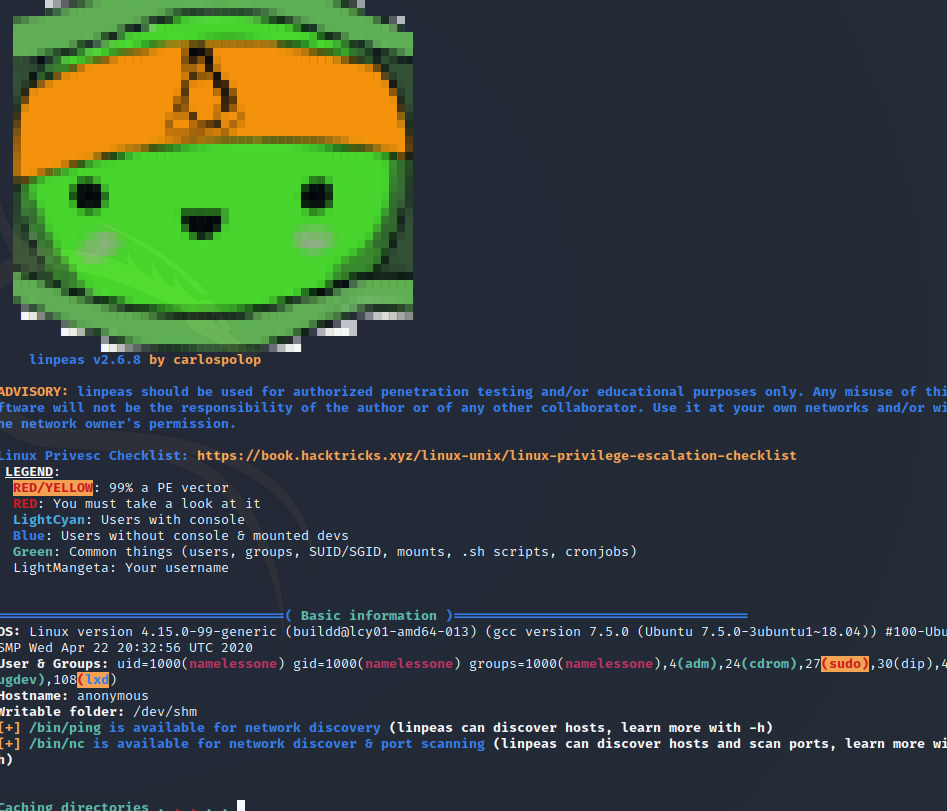 linpeas v2.6.8 by carlospolop
ADVISORY: linpeas should be used for authorized penetration testing and/or educational purposes only. Any misuse of thi
ftware will not be the responsibility of the author or of any other collaborator. Use it at your own networks and/or wi
he network owner's permission.
Linux Privesc Checklist: https://book.hacktricks.xyz/linux-unix/linux-privilege-escalation-checklist
LEGEND:
RED/YELLOW: 99% a PE vector
RED: You must take a look at it
LightCyan: Users with console
Blue: Users without console & mounted devs
Green: Common things (users, groups, SUID/SGID, mounts, .sh scripts, cronjobs)
LightMangeta: Your username
( Basic information )
OS: Linux version 4.15.0-99-generic (buildd@lcy01-amd64-013) (gcc version 7.5.0 (Ubuntu 7.5.0-3ubuntu1~18.04)) #100-Ubu
SMP Wed Apr 22 20:32:56 UTC 2020
User & Groups: uid=1000(namelessone) gid=1000(namelessone) groups=1000(namelessone),4(adm),24(cdrom),27(sudo),30(dip),4
ugdev),108(lxd)
Hostname: anonymous
Writable folder: /dev/shm
[+] /bin/ping is available for network discovery (linpeas can discover hosts, learn more with -h)
[+] /bin/nc is available for network discover & port scanning (linpeas can discover hosts and scan ports, learn more wi
h)
Caching directories . . . . .